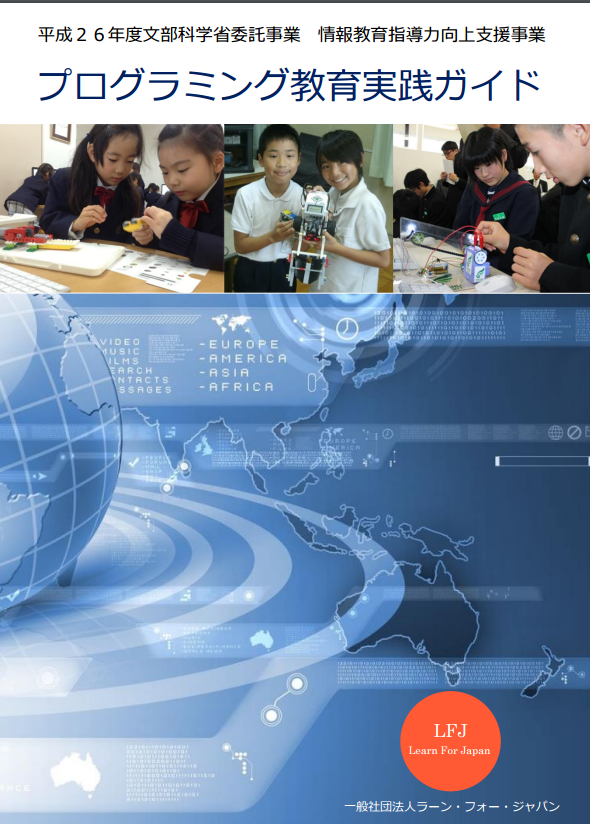 平成２６年度文部科学省委託事業　情報教育指導力向上支援事業
プログラミング教育実践ガイド
VIDEO
MUSIC
FILMS
-EUROPE
-AMERICA
-ASIA
-AFRICA
LFJ
Learn For Japan
一般社団法人ラーン・フォー・ジャパン